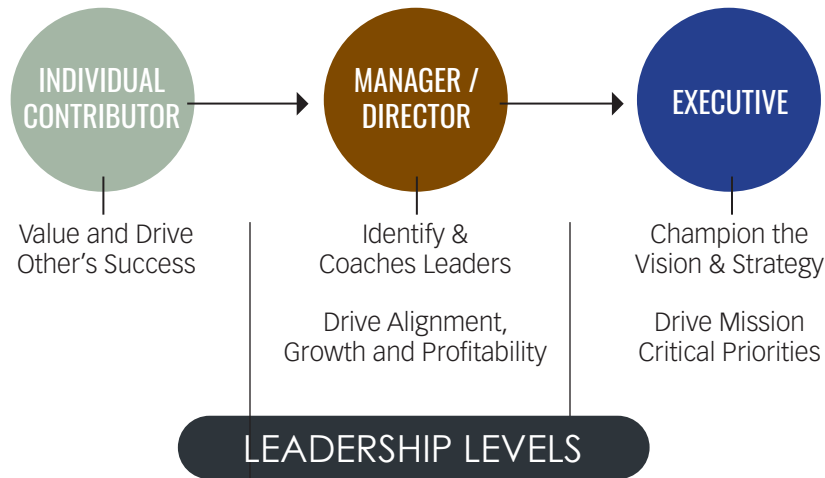 INDIVIDUAL
CONTRIBUTOR
MANAGER /
DIRECTOR
EXECUTIVE
Value and Drive
Other’s Success
Identify &
Coaches Leaders
Drive Alignment,
Growth and Profitability
Champion the
Vision & Strategy
Drive Mission
Critical Priorities
LEADERSHIP LEVELS